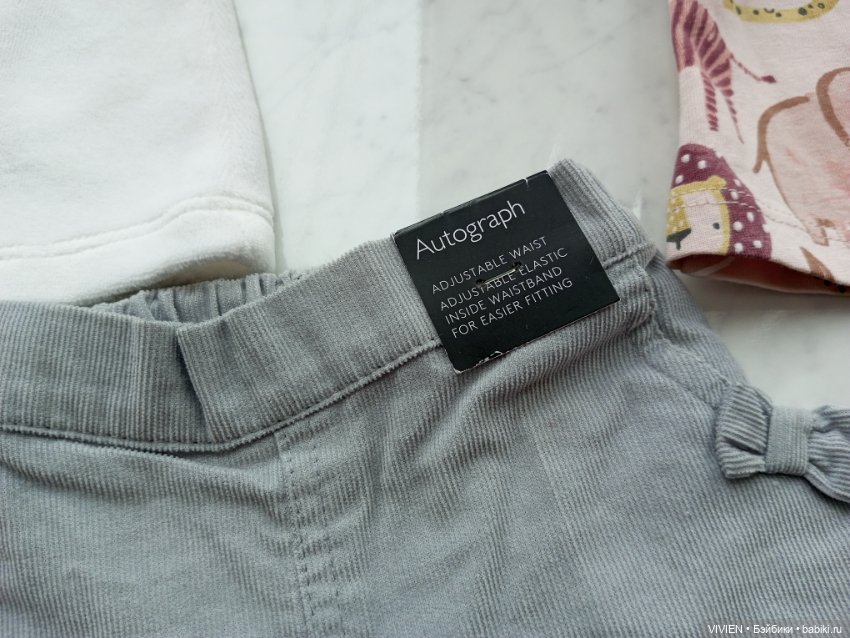 Autograph
ADJUSTABLE WAIST
ADJUSTABLE ELASTIC
INSIDE WAISTBAND
FOR EASIER FITTING
VIVIEN • Бэйбики • babiki.ru